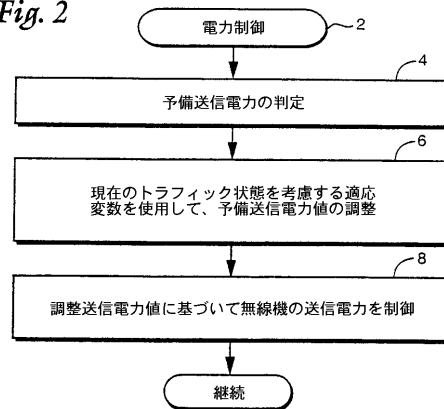 Fig. 2
電力制御
2
4
予備送信電力の判定
6
現在のトラフィック状態を考慮する適応
変数を使用して、予備送信電力値の調整
8
調整送信電力値に基づいて無線機の送信電力を制御
継続